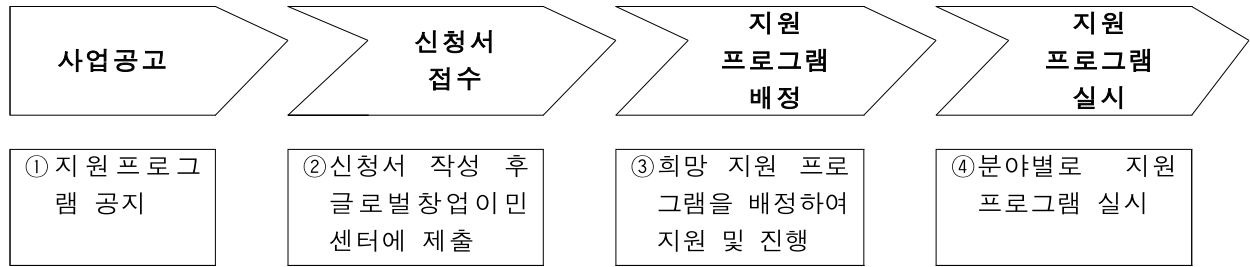 사업공고
신청서
접수
지원
프로그램
배정
지원
프로그램
실시
①지원프로그
램 공지
②신청서 작성 후
글로벌창업이민
센터에 제출
③희망 지원 프로
그램을 배정하여
지원 및 진행
④분야별로 지원
프로그램 실시